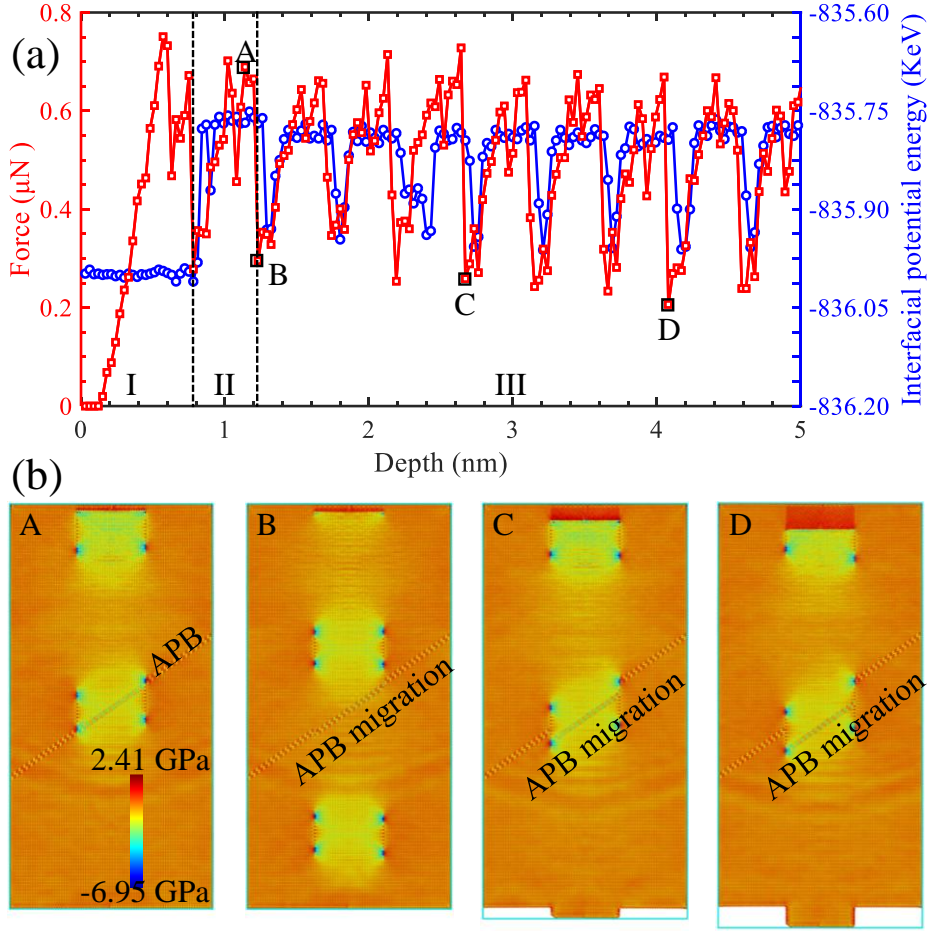 (a)
0.8
0.6
0.4
0.2
0
Force (μN)
-835.60
-835.75
-835.90
-836.05
-836.20
Interfacial potential energy (KeV)
A
B
C
D
I
II
III
0
1
2
3
4
5
Depth (nm)
(b)
A
APB
2.41 GPa
-6.95 GPa
B
APB migration
C
APB migration
D
APB migration